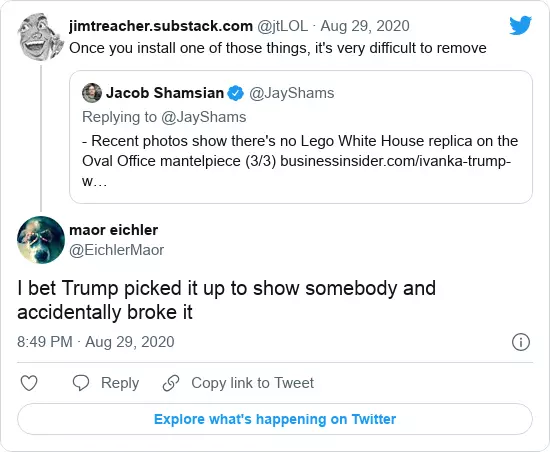 jimtreacher.substack.com @jtLOL · Aug 29, 2020
Once you install one of those things, it's very difficult to remove
Jacob Shamsian @JayShams
Replying to @JayShams
- Recent photos show there's no Lego White House replica on the
Oval Office mantelpiece (3/3) businessinsider.com/ivanka-trump-
w…
maor eichler
@EichlerMaor
I bet Trump picked it up to show somebody and
accidentally broke it
8:49 PM · Aug 29, 2020
Reply Copy link to Tweet
Explore what's happening on Twitter